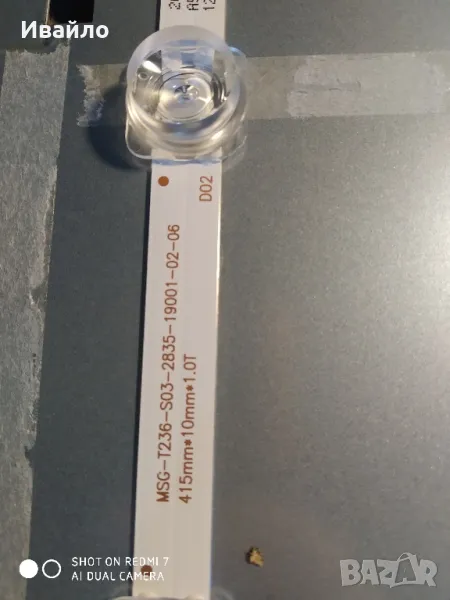 Ивайло
D02
MSG-T236-S03-2835-19001-02-06
415mm*10mm*1.0T
SHOT ON REDMI 7
AI DUAL CAMERA
BAZAR